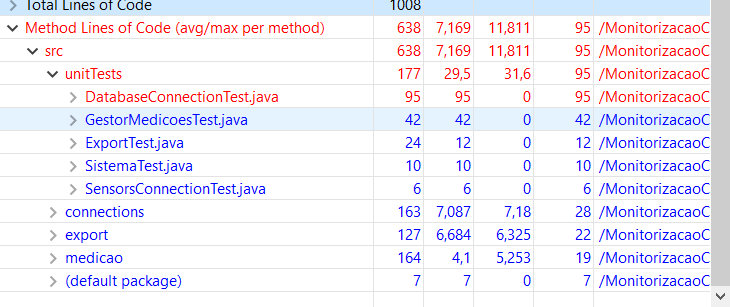 Total Lines of Code 1008
Method Lines of Code (avg/max per method) 638 7,169 11,811 95 /MonitorizacaoC
src 638 7,169 11,811 95 /MonitorizacaoC
unitTests 177 29,5 31,6 95 /MonitorizacaoC
DatabaseConnectionTest.java 95 95 0 95 /MonitorizacaoC
GestorMedicoesTest.java 42 42 0 42 /MonitorizacaoC
ExportTest.java 24 12 0 12 /MonitorizacaoC
SistemaTest.java 10 10 0 10 /MonitorizacaoC
SensorsConnectionTest.java 6 6 0 6 /MonitorizacaoC
connections 163 7,087 7,18 28 /MonitorizacaoC
export 127 6,684 6,325 22 /MonitorizacaoC
medicao 164 4,1 5,253 19 /MonitorizacaoC
(default package) 7 7 0 7 /MonitorizacaoC